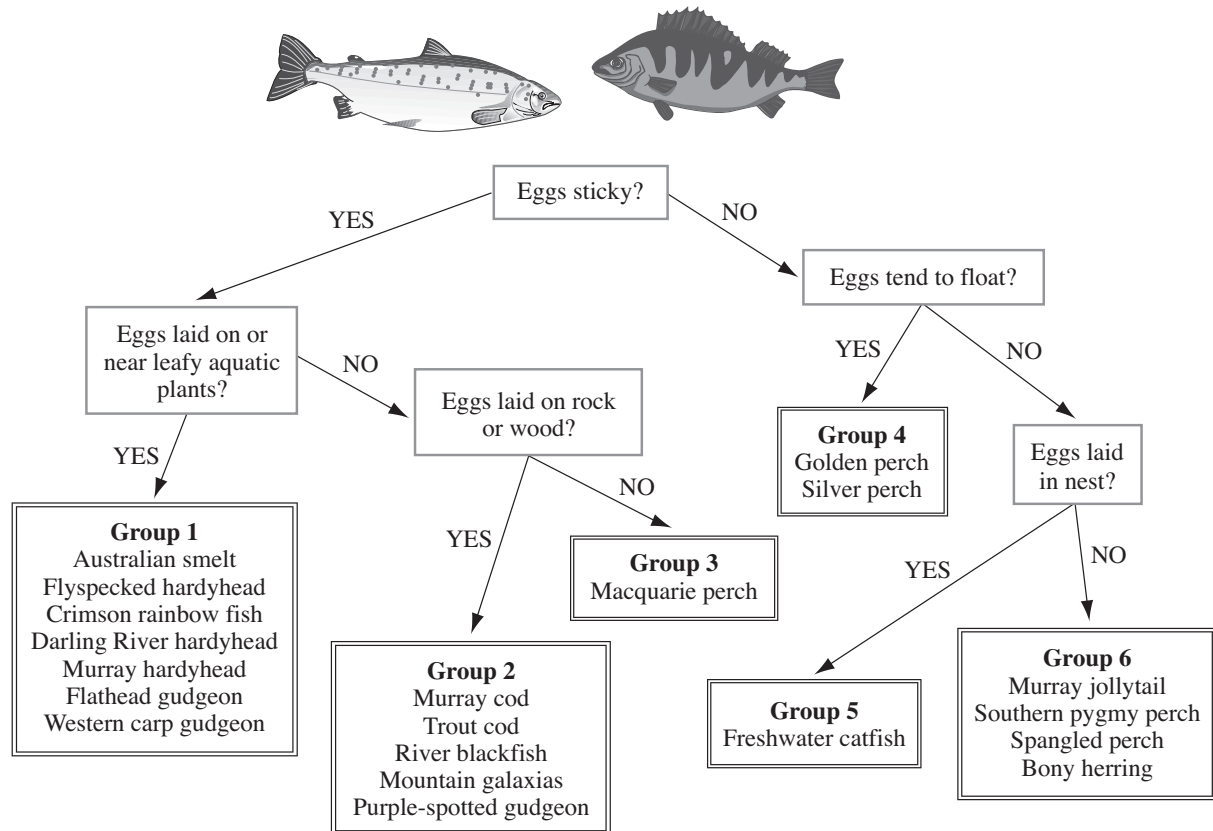 Eggs sticky?
YES
NO
Eggs tend to float?
Eggs laid on or
near leafy aquatic
plants?
NO
YES
NO
Eggs laid on rock
or wood?
Group 4
Golden perch
Silver perch
Eggs laid
in nest?
YES
NO
YES
YES
NO
Group 1
Australian smelt
Flyspecked hardyhead
Crimson rainbow fish
Darling River hardyhead
Murray hardyhead
Flathead gudgeon
Western carp gudgeon
Group 3
Macquarie perch
Group 2
Murray cod
Trout cod
River blackfish
Mountain galaxias
Purple-spotted gudgeon
Group 5
Freshwater catfish
Group 6
Murray jollytail
Southern pygmy perch
Spangled perch
Bony herring